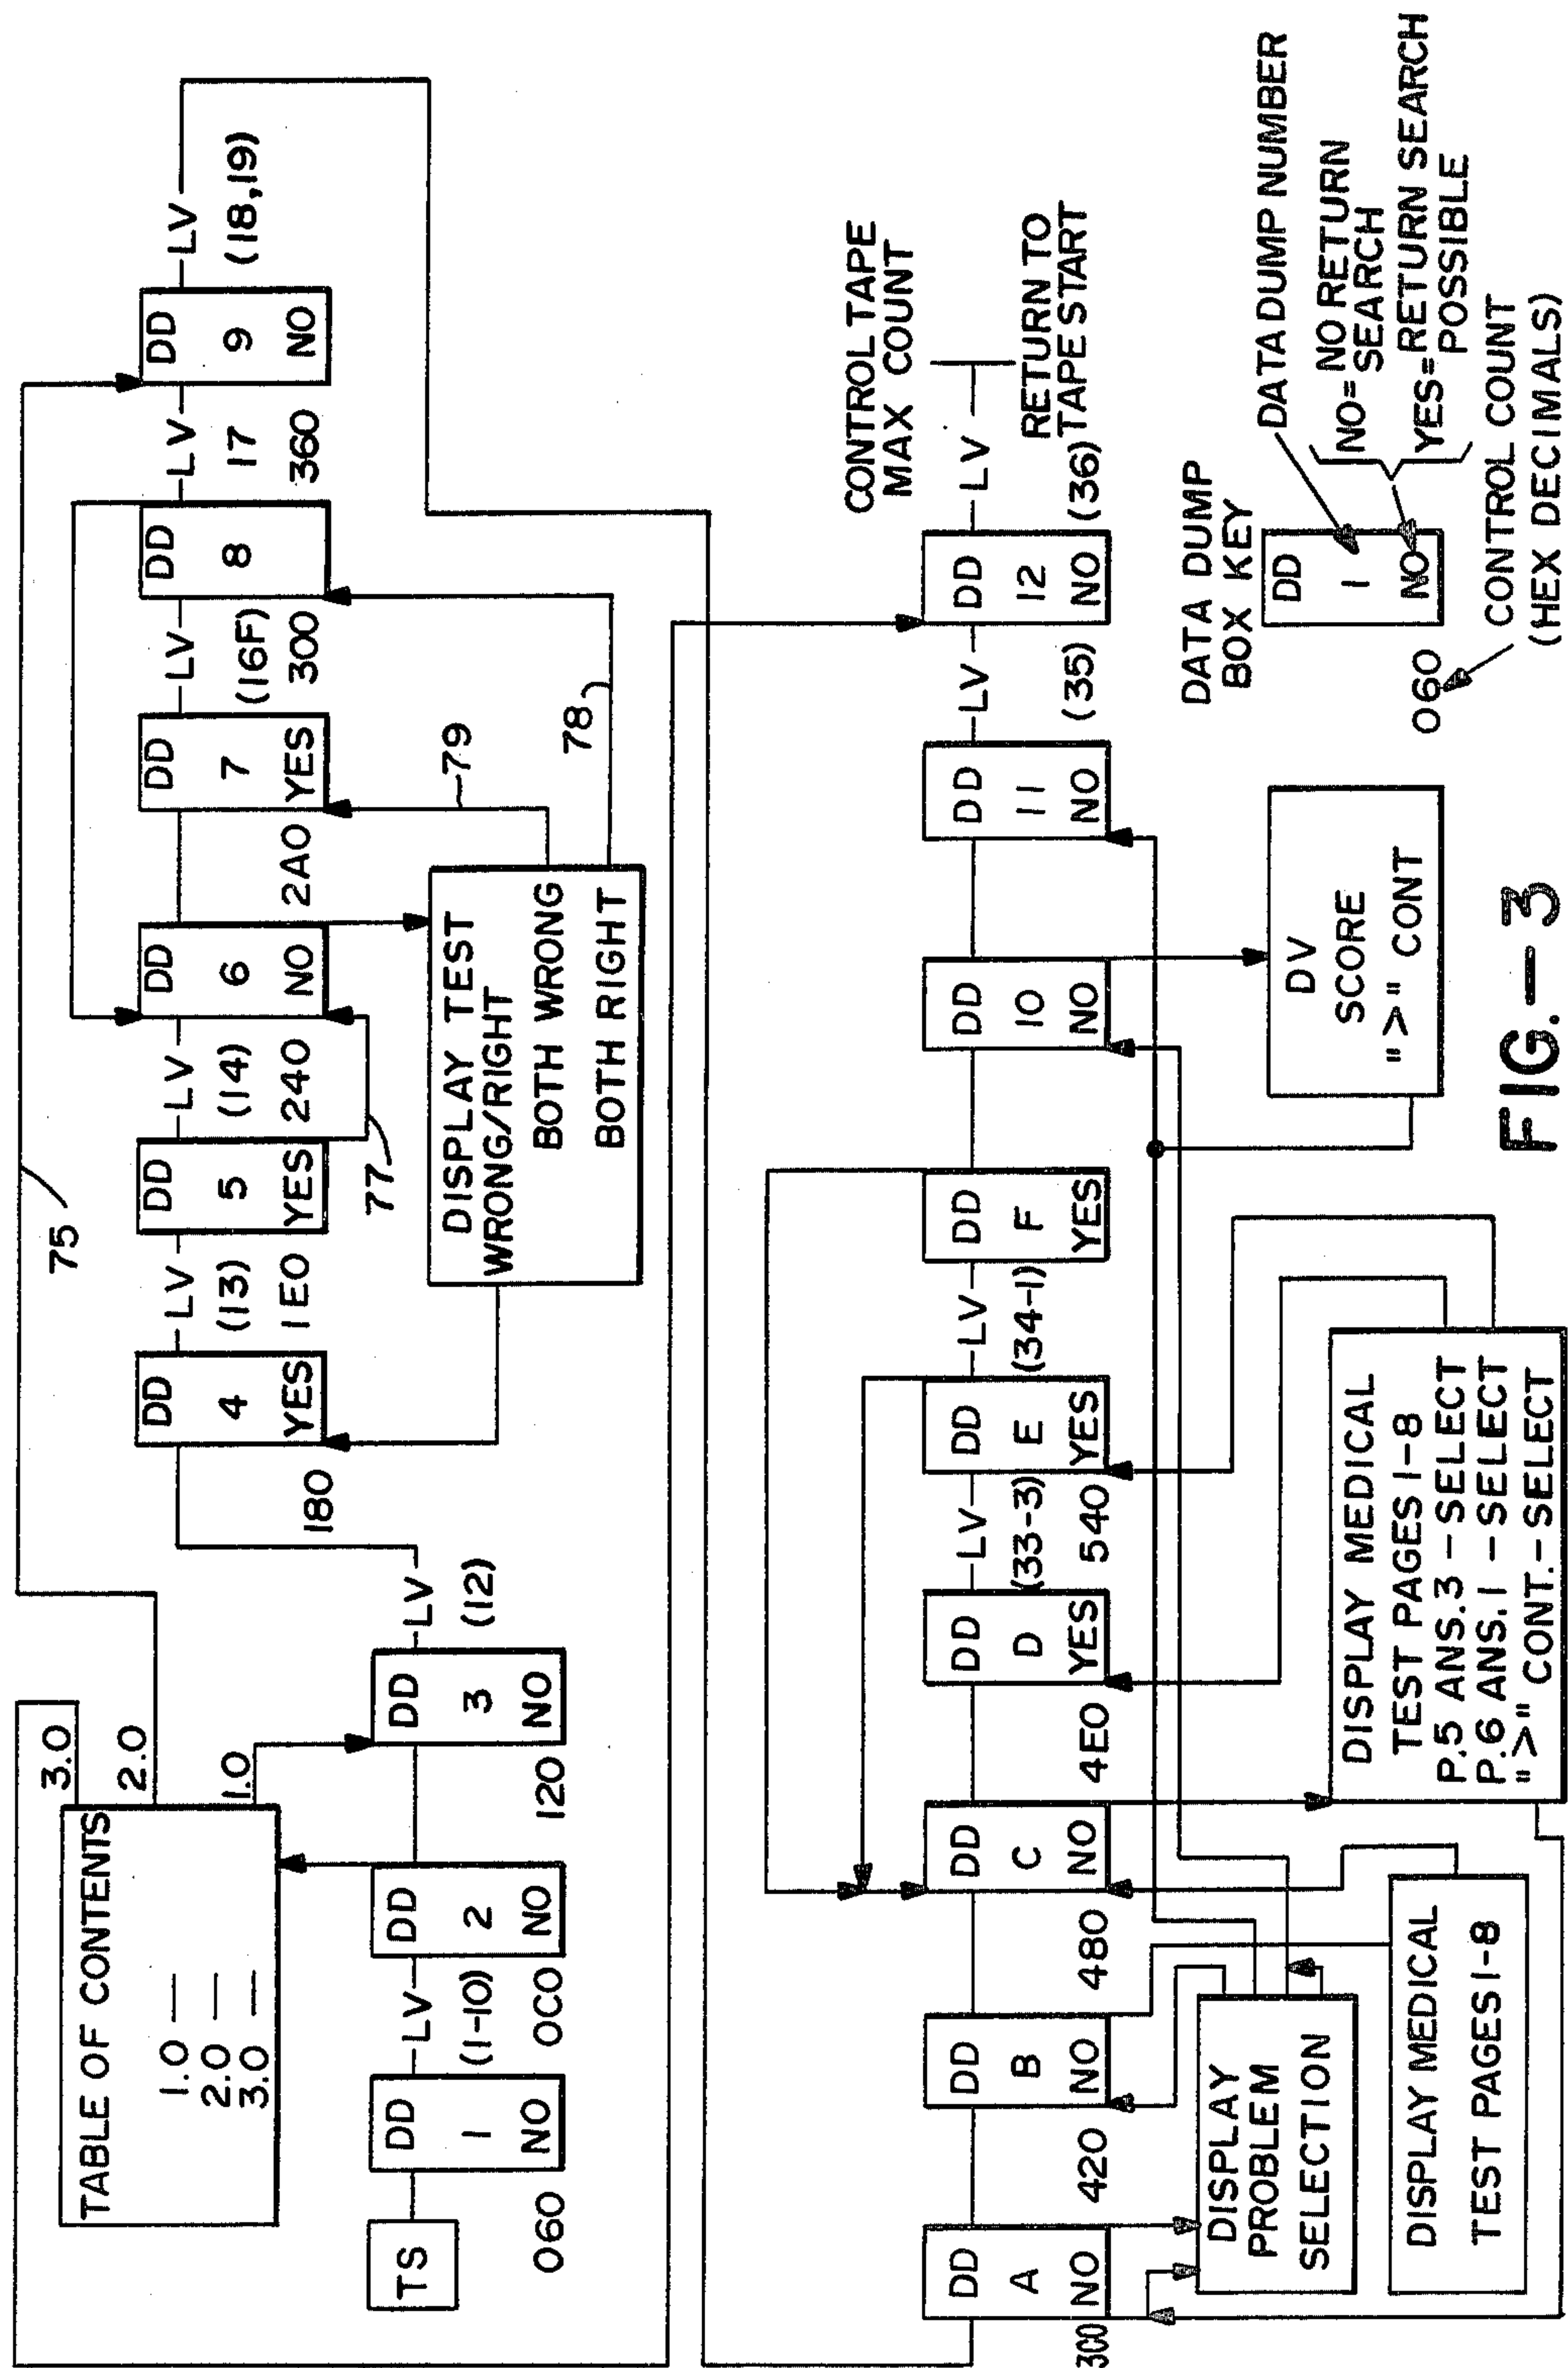 TABLE OF CONTENTS
1.0 —
2.0 —
3.0 —
3.0
2.0
1.0
75
TS
060
DD
1
NO
LV
(1-10)
0C0
DD
2
NO
120
DD
3
NO
LV
(12)
180
DD
4
YES
LV
(13)
1E0
DD
5
YES
LV
(14)
240
77
DD
6
NO
2A0
DD
7
YES
LV
(16F)
300
DD
8
LV
17
360
DD
9
NO
LV
(18,19)
79
78
DISPLAY TEST
WRONG/RIGHT
BOTH WRONG
BOTH RIGHT
3C0
DD
A
NO
420
DD
B
NO
480
DD
C
NO
4E0
DD
D
YES
LV
(33-3)
540
DD
E
YES
LV
(34-1)
DD
F
YES
DD
10
NO
DD
11
NO
LV
(35)
DD
12
NO
LV
(36)
CONTROL TAPE
MAX COUNT
RETURN TO
TAPE START
DISPLAY
PROBLEM
SELECTION
DISPLAY MEDICAL
TEST PAGES 1-8
DISPLAY MEDICAL
TEST PAGES 1-8
P.5 ANS.3 - SELECT
P.6 ANS.1 - SELECT
">" CONT.- SELECT
DV
SCORE
">" CONT
DATA DUMP
BOX KEY
DD
1
NO
060
DATA DUMP NUMBER
NO = NO RETURN
SEARCH
YES = RETURN SEARCH
POSSIBLE
CONTROL COUNT
(HEX DECIMALS)
FIG.-3